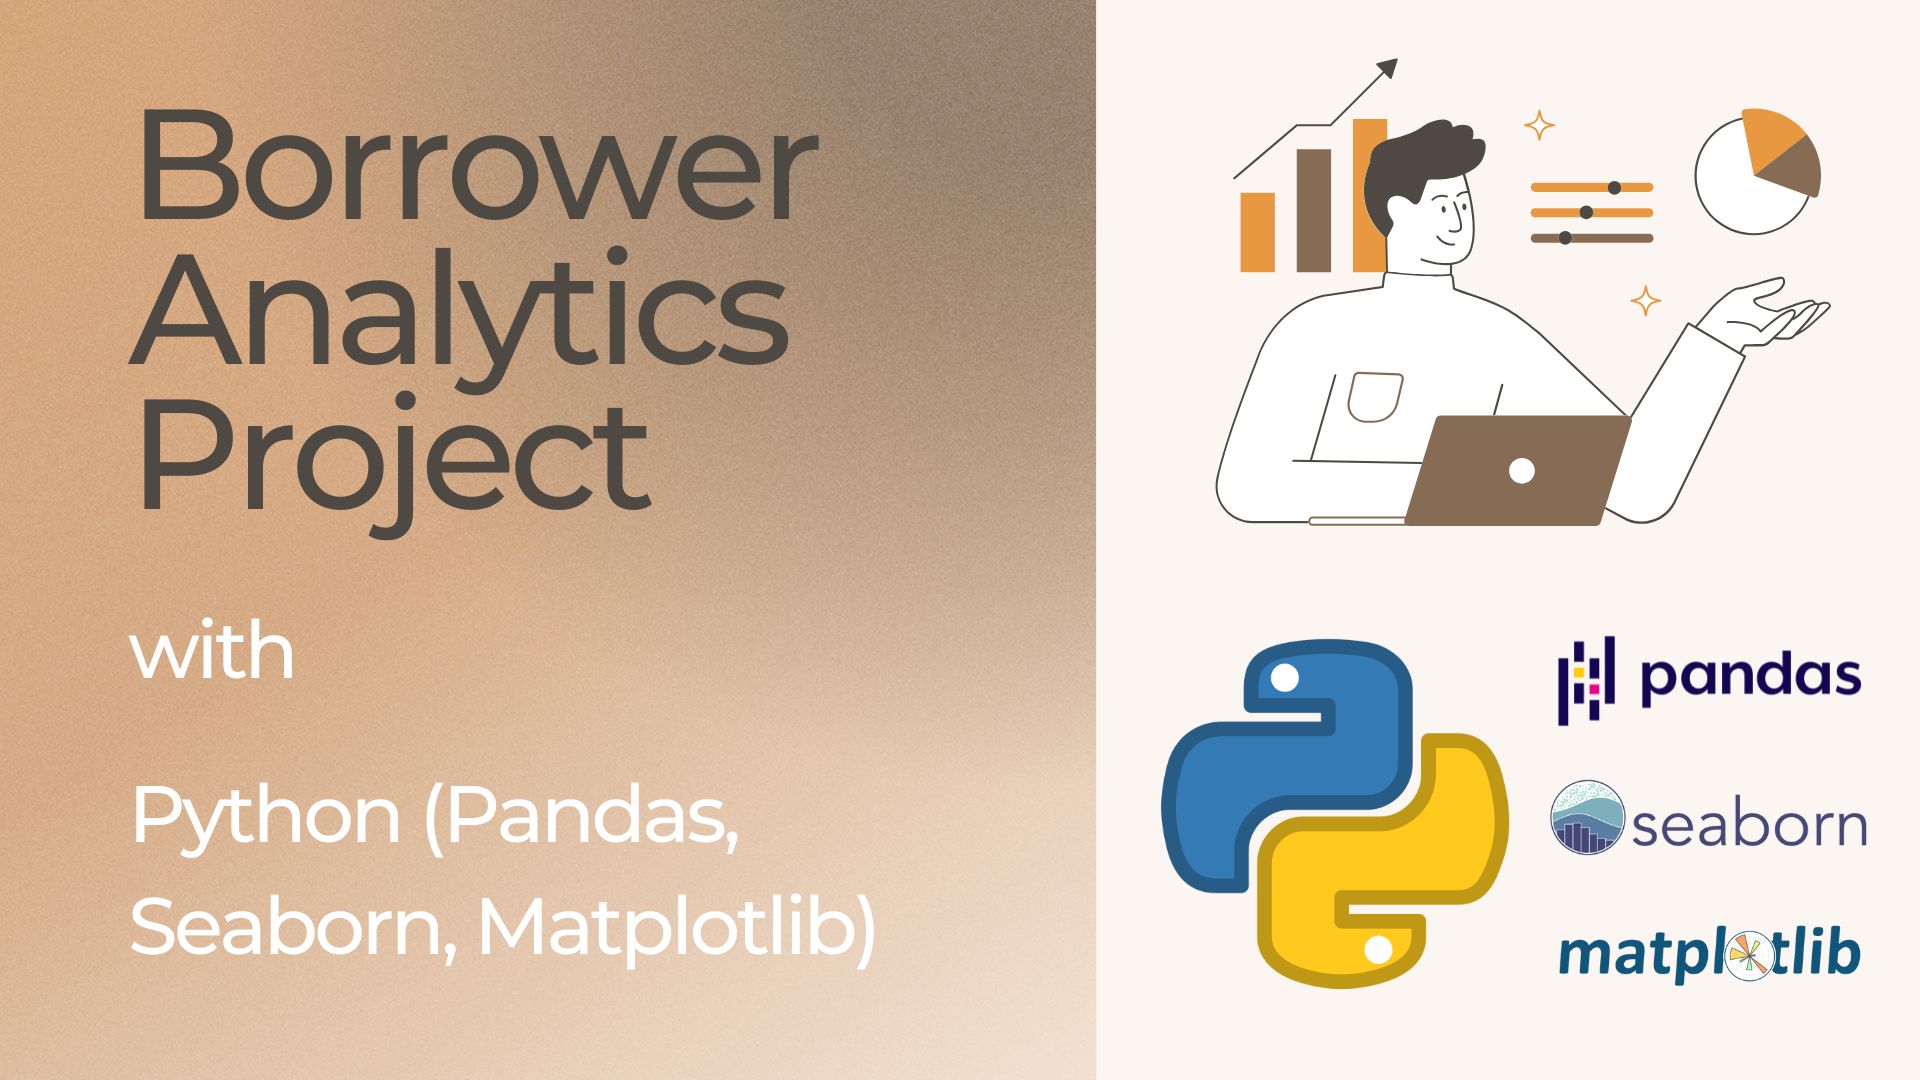 Borrower
Analytics
Project
with
Python (Pandas,
Seaborn, Matplotlib)
pandas
seaborn
matplotlib